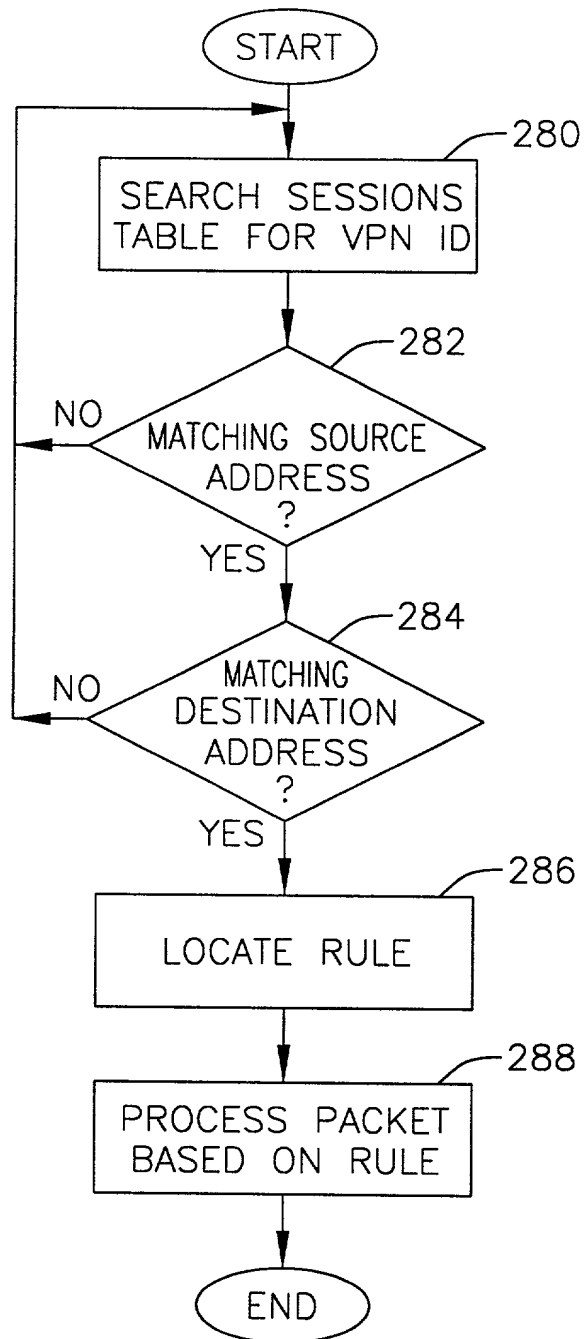 START
280
SEARCH SESSIONS
TABLE FOR VPN ID
282
NO
MATCHING SOURCE
ADDRESS
?
YES
284
NO
MATCHING
DESTINATION
ADDRESS
?
YES
286
LOCATE RULE
288
PROCESS PACKET
BASED ON RULE
END